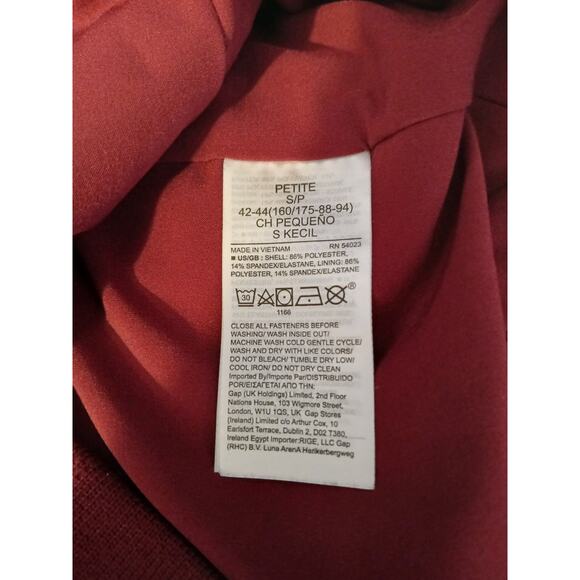 PETITE
S/P
42-44(160/175-88-94)
CH PEQUEÑO
S KECIL
MADE IN VIETNAM RN 54023
■ US/GB : SHELL: 86% POLYESTER,
14% SPANDEX/ELASTANE, LINING: 86%
POLYESTER, 14% SPANDEX/ELASTANE
30 ®
1166
CLOSE ALL FASTENERS BEFORE
WASHING/ WASH INSIDE OUT/
MACHINE WASH COLD GENTLE CYCLE/
WASH AND DRY WITH LIKE COLORS/
DO NOT BLEACH/ TUMBLE DRY LOW/
COOL IRON/ DO NOT DRY CLEAN
Imported By/Importe Par/DISTRIBUIDO
POR/ΕΙΣΑΓΕΤΑΙ ΑΠΟ ΤΗΝ:
Gap (UK Holdings) Limited, 2nd Floor
Nations House, 103 Wigmore Street,
London, W1U 1QS, UK Gap Stores
(Ireland) Limited c/o Arthur Cox, 10
Earlsfort Terrace, Dublin 2, D02 T380,
Ireland Egypt Importer:RIGE, LLC Gap
(RHC) B.V. Luna ArenA Herikerbergweg